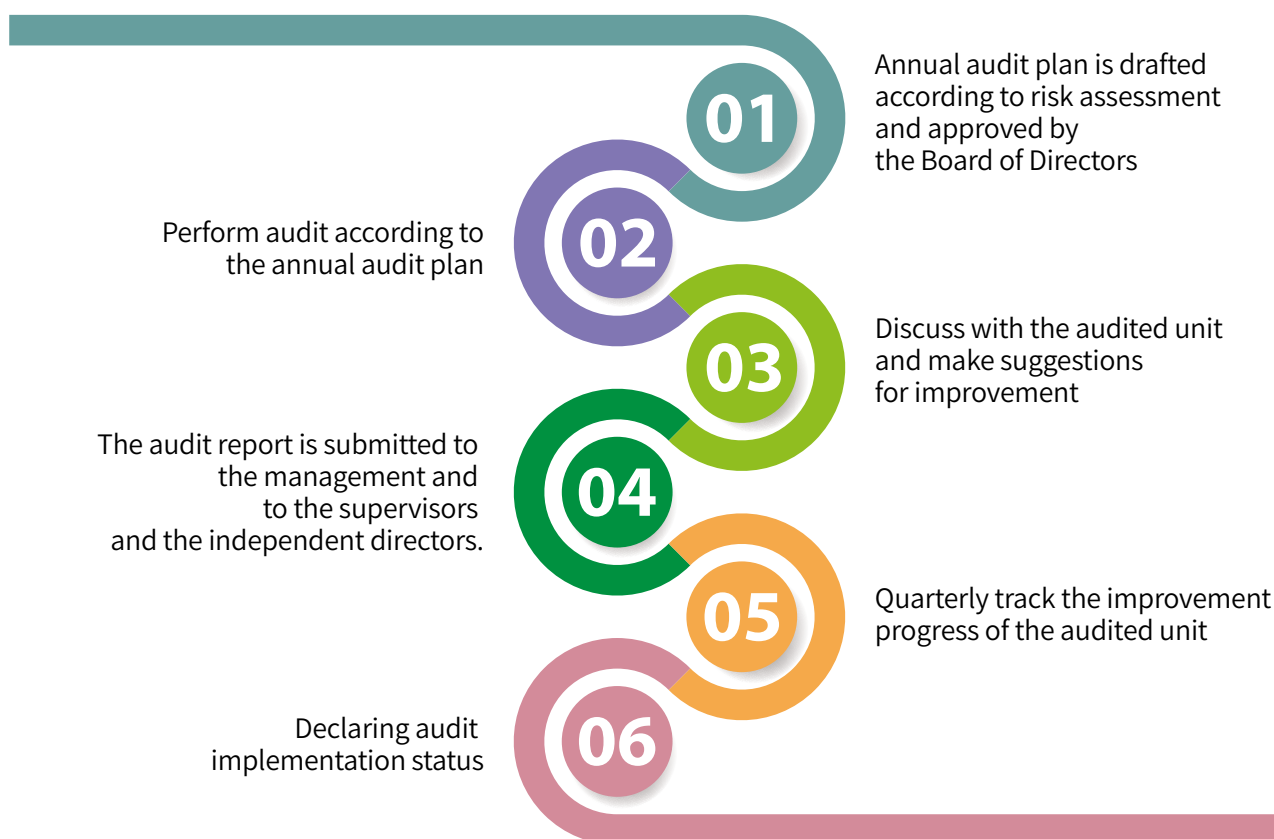 01
Annual audit plan is drafted
according to risk assessment
and approved by
the Board of Directors
02
Perform audit according to
the annual audit plan
03
Discuss with the audited unit
and make suggestions
for improvement
04
The audit report is submitted to
the management and
to the supervisors
and the independent directors.
05
Quarterly track the improvement
progress of the audited unit
06
Declaring audit
implementation status